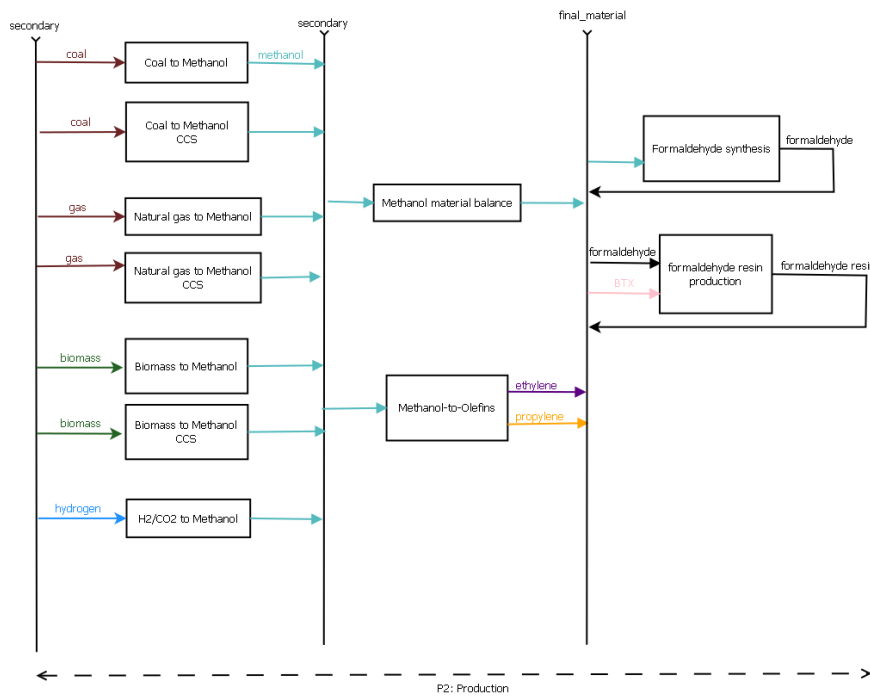 secondary
secondary
final_material
coal
Coal to Methanol
methanol
coal
Coal to Methanol
CCS
Formaldehyde synthesis
formaldehyde
gas
Natural gas to Methanol
Methanol material balance
gas
Natural gas to Methanol
CCS
formaldehyde
BTX
formaldehyde resin
production
formaldehyde resi
biomass
Biomass to Methanol
biomass
Biomass to Methanol
CCS
Methanol-to-Olefins
ethylene
propylene
hydrogen
H2/CO2 to Methanol
P2: Production